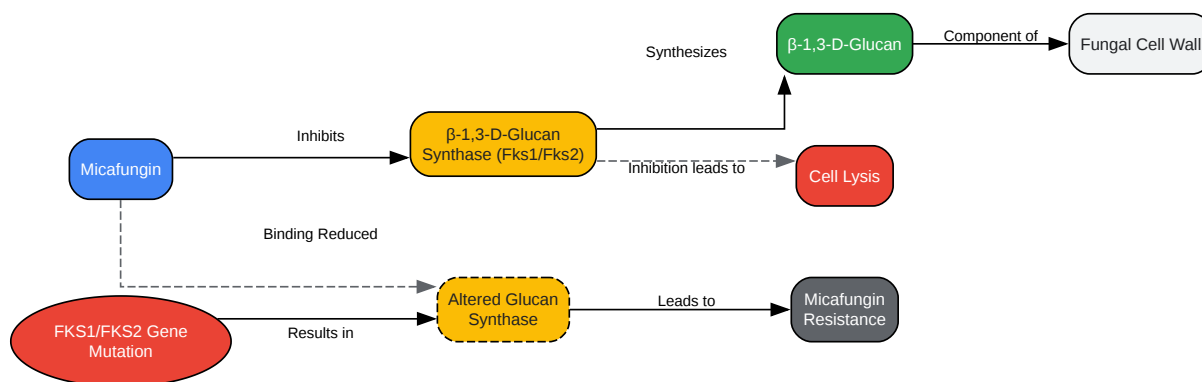 Synthesizes
β-1,3-D-Glucan
Component of
Fungal Cell Wall
Micafungin
Inhibits
β-1,3-D-Glucan
Synthase (Fks1/Fks2)
Inhibition leads to
Cell Lysis
Binding Reduced
FKS1/FKS2 Gene
Mutation
Results in
Altered Glucan
Synthase
Leads to
Micafungin
Resistance